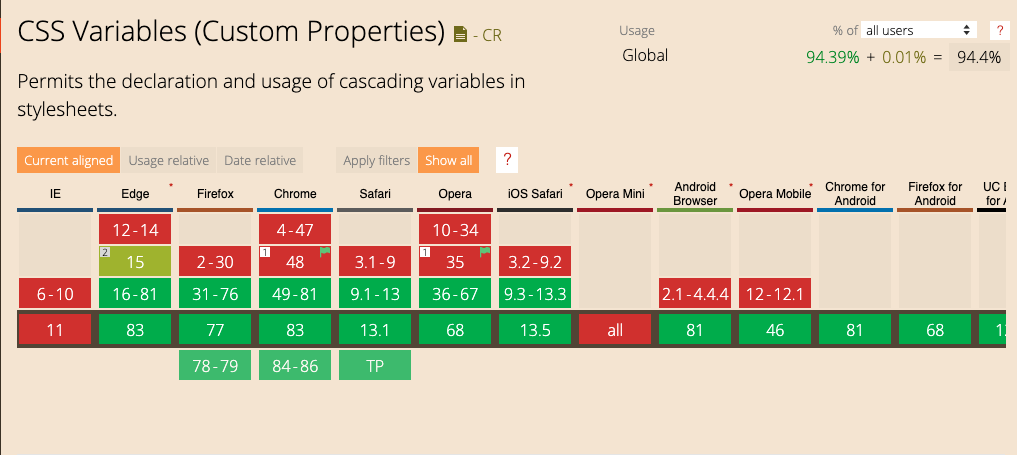 CSS Variables (Custom Properties) - CR
Usage % of all users ?
Global 94.39% + 0.01% = 94.4%
Permits the declaration and usage of cascading variables in
stylesheets.
Current aligned Usage relative Date relative Apply filters Show all ?
IE Edge * Firefox Chrome Safari Opera iOS Safari * Opera Mini * Android Browser * Opera Mobile * Chrome for Android Firefox for Android UC for
12-14 4-47 10-34
2 15 2-30 1 48 3.1-9 1 35 3.2-9.2
6-10 16-81 31-76 49-81 9.1-13 36-67 9.3-13.3 2.1-4.4.4 12-12.1
11 83 77 83 13.1 68 13.5 all 81 46 81 68
78-79 84-86 TP